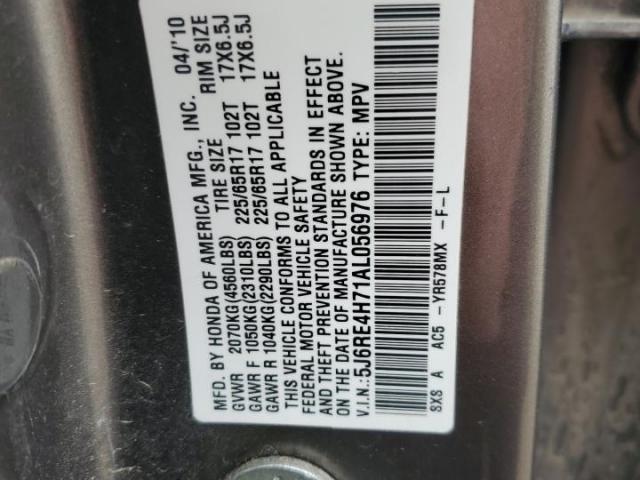 MFD. BY HONDA OF AMERICA MFG., INC. 04/'10
TIRE SIZE RIM SIZE
GVWR 2070KG(4560LBS) 225/65R17 102T 17X6.5J
GAWR F 1050KG(2310LBS) 225/65R17 102T 17X6.5J
GAWR R 1040KG(2290LBS)
THIS VEHICLE CONFORMS TO ALL APPLICABLE
FEDERAL MOTOR VEHICLE SAFETY
AND THEFT PREVENTION STANDARDS IN EFFECT
ON THE DATE OF MANUFACTURE SHOWN ABOVE.
V.I.N.:5J6RE4H71AL056976 TYPE: MPV
8X8 A AC5 -YR578MX -F-L